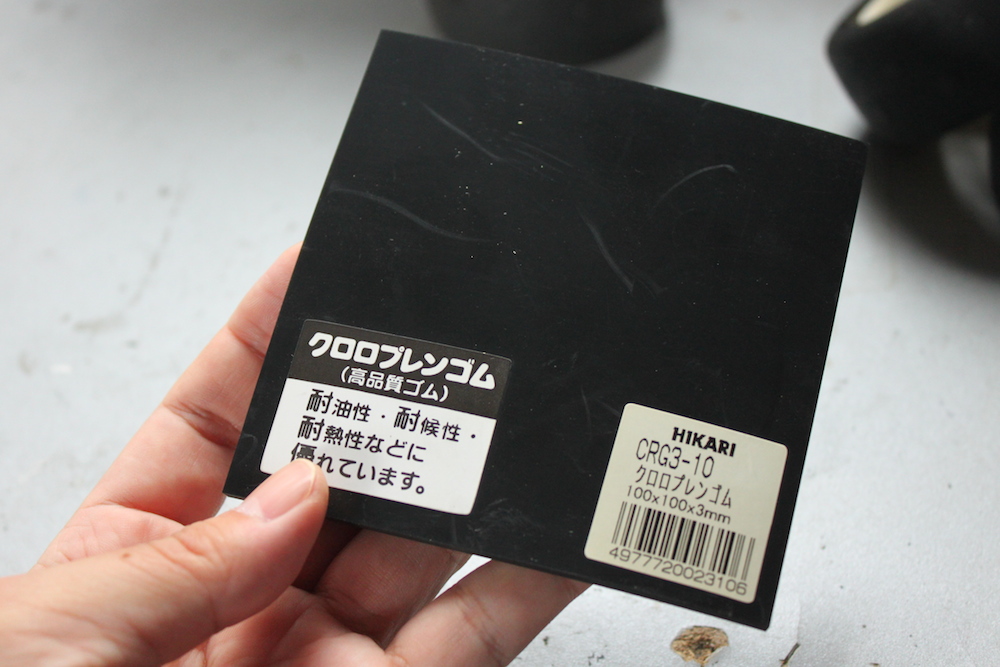 クロロプレンゴム
(高品質ゴム)
耐油性・耐候性・
耐熱性などに
優れています。
HIKARI
CRG3-10
クロロプレンゴム
100x100x3mm
4977720023106